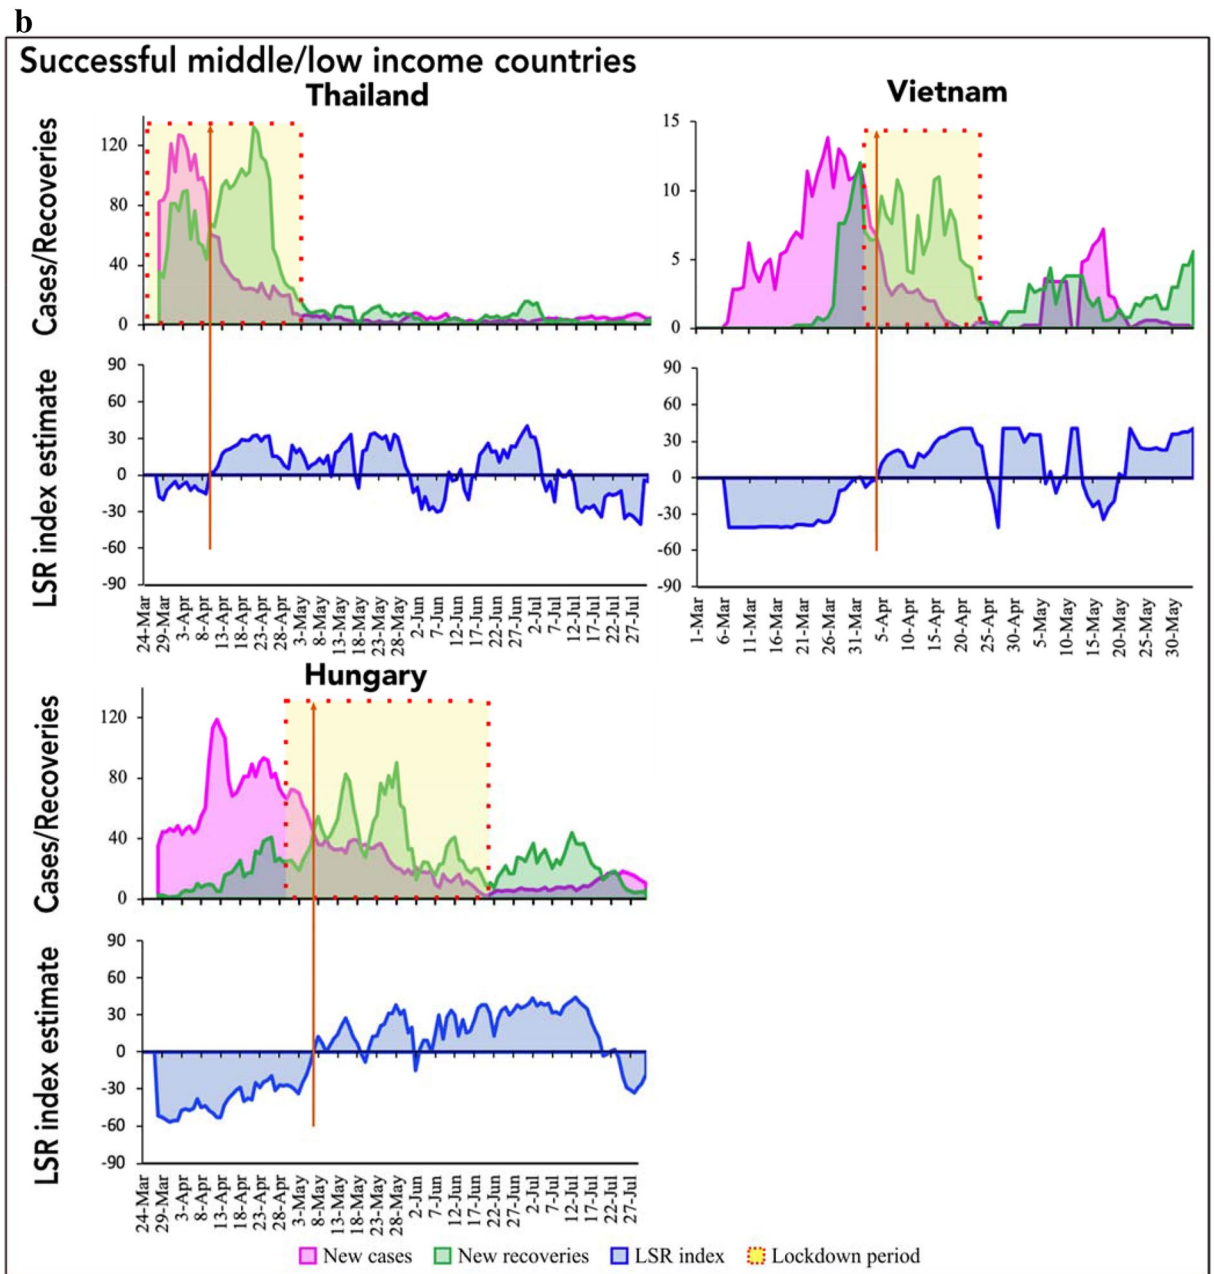 b
Successful middle/low income countries
Thailand
Vietnam
Cases/Recoveries
120
80
40
0
15
10
5
0
LSR index estimate
90
60
30
0
-30
-60
-90
90
60
30
0
-30
-60
-90
24-Mar 29-Mar 3-Apr 8-Apr 13-Apr 18-Apr 23-Apr 28-Apr 3-May 8-May 13-May 18-May 23-May 28-May 2-Jun 7-Jun 12-Jun 17-Jun 22-Jun 27-Jun 2-Jul 7-Jul 12-Jul 17-Jul 22-Jul 27-Jul
1-Mar 6-Mar 11-Mar 16-Mar 21-Mar 26-Mar 31-Mar 5-Apr 10-Apr 15-Apr 20-Apr 25-Apr 30-Apr 5-May 10-May 15-May 20-May 25-May 30-May
Hungary
Cases/Recoveries
120
80
40
0
LSR index estimate
90
60
30
0
-30
-60
-90
24-Mar 29-Mar 3-Apr 8-Apr 13-Apr 18-Apr 23-Apr 28-Apr 3-May 8-May 13-May 18-May 23-May 28-May 2-Jun 7-Jun 12-Jun 17-Jun 22-Jun 27-Jun 2-Jul 7-Jul 12-Jul 17-Jul 22-Jul 27-Jul
New cases New recoveries LSR index Lockdown period